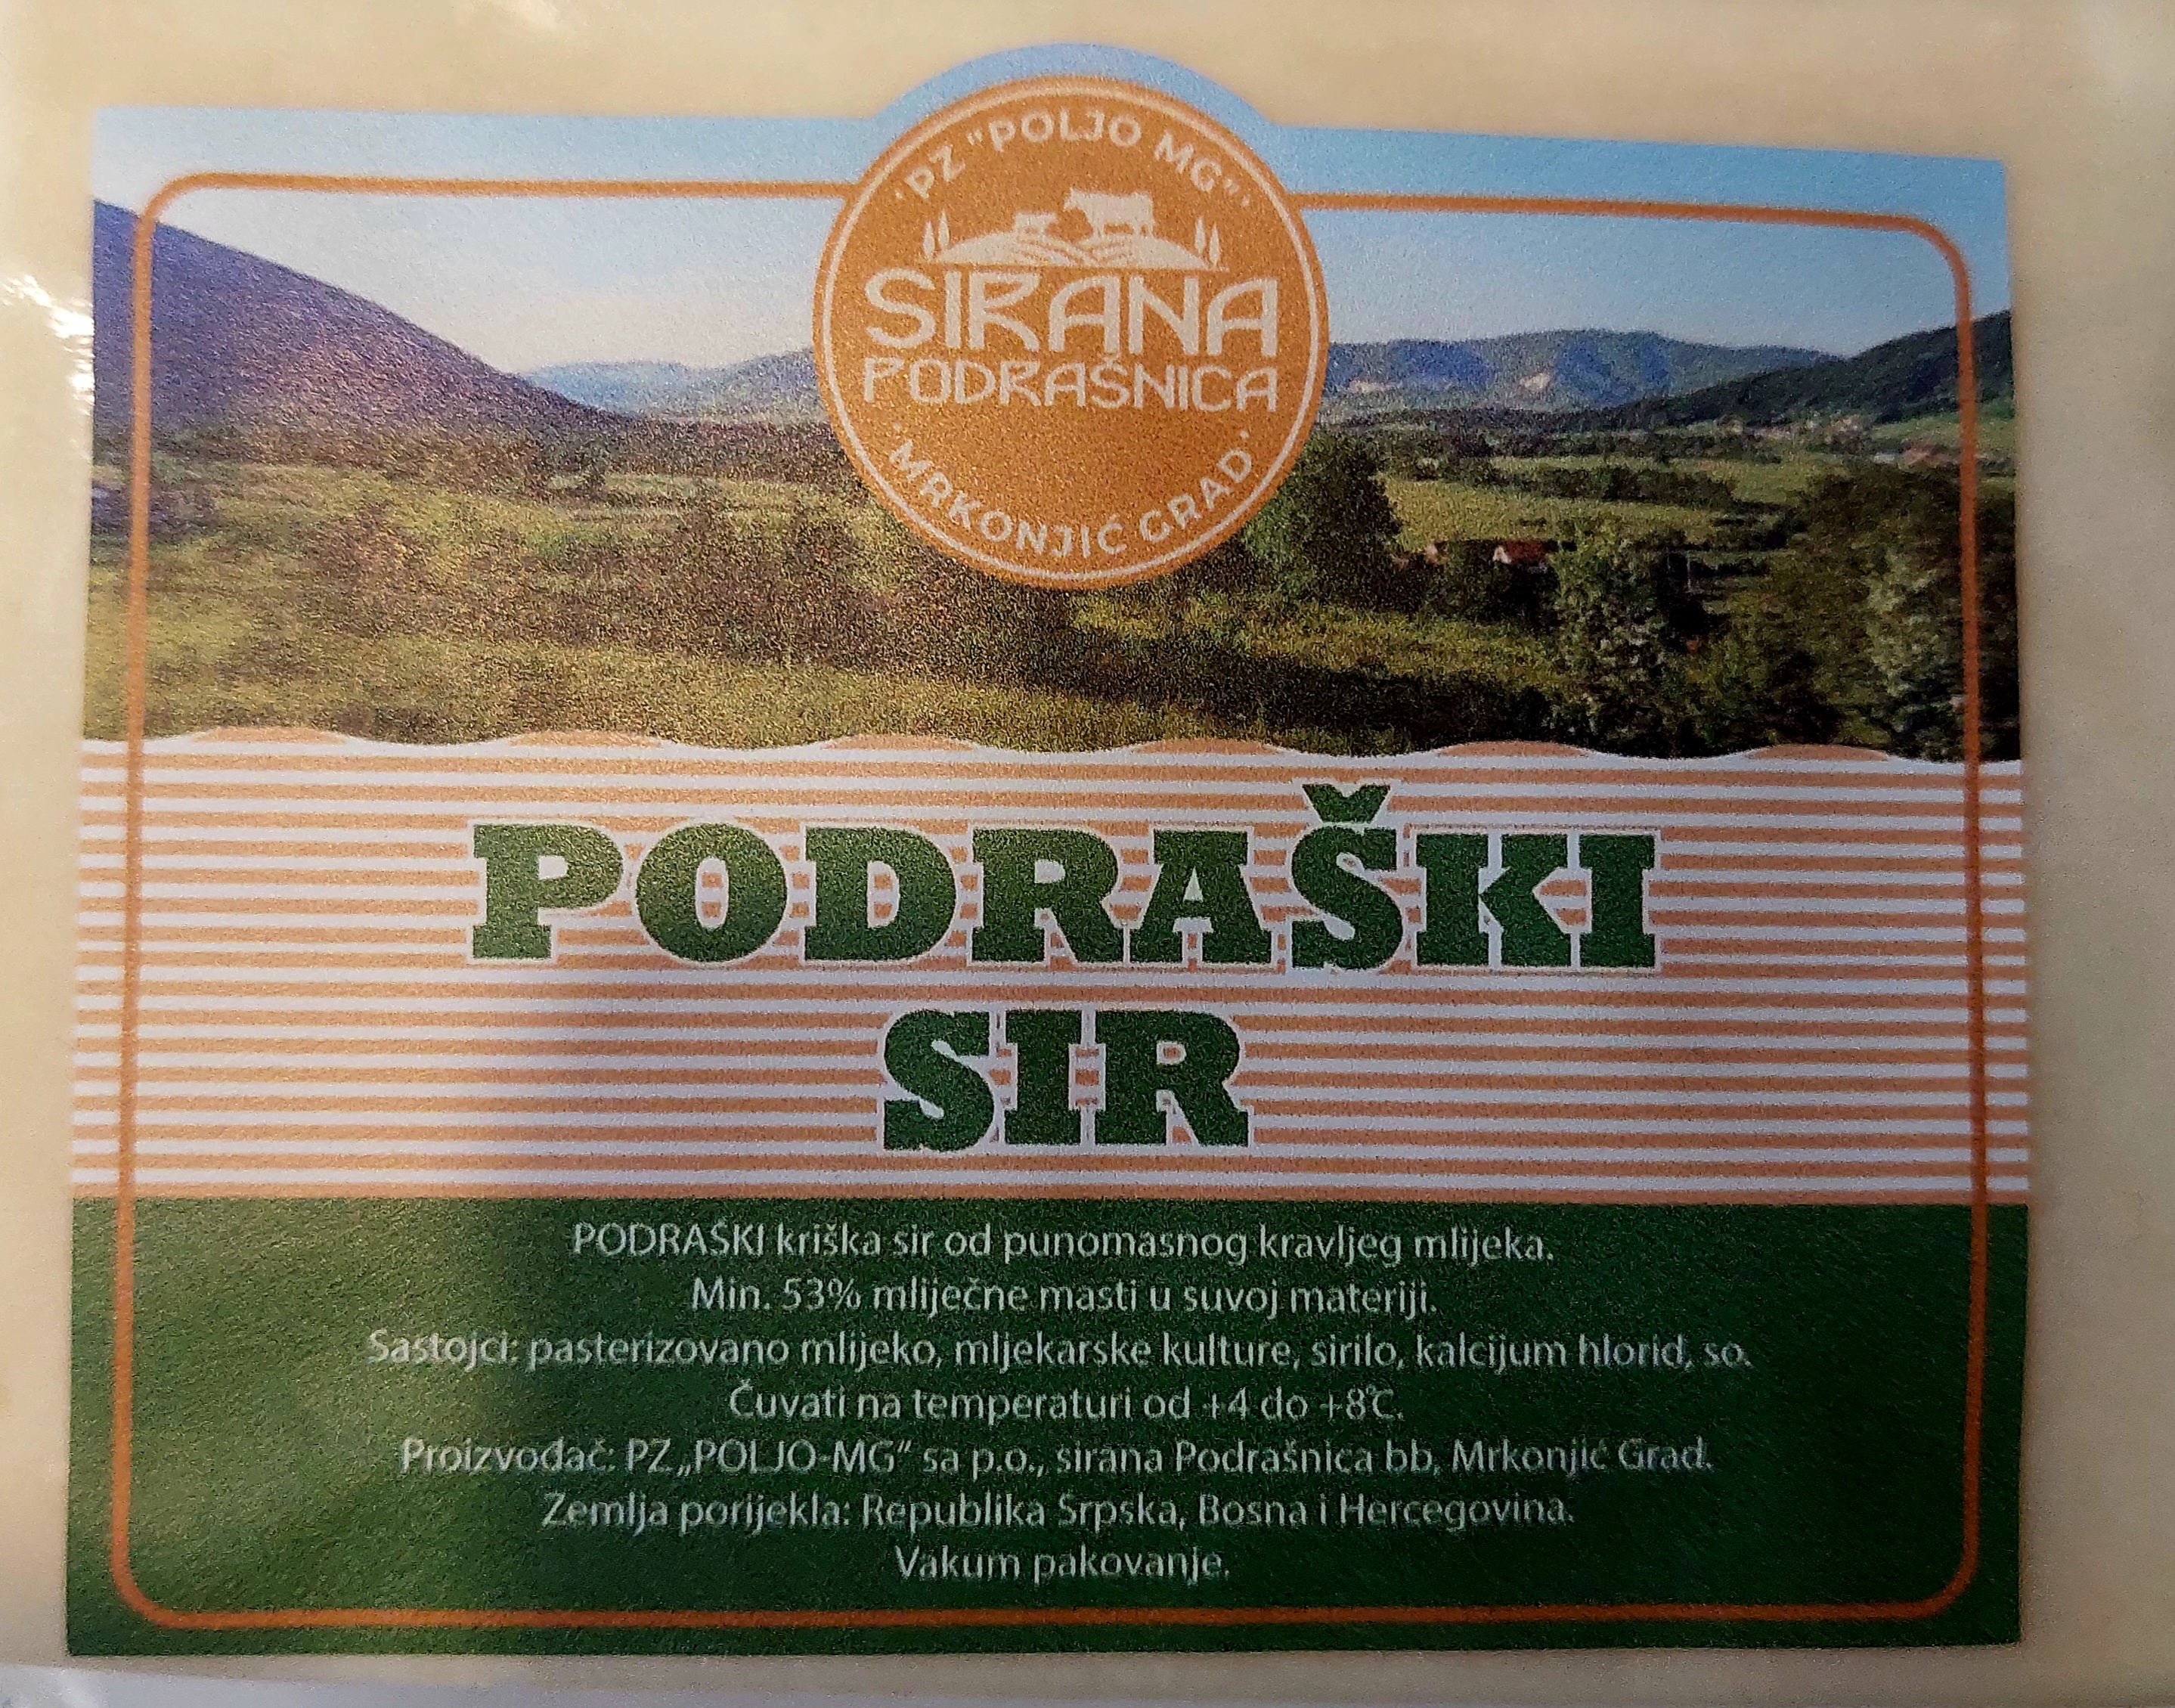 PZ "POLJO MG"
SIRANA
PODRAŠNICA
MRKONJIĆ GRAD
PODRAŠKI
SIR
PODRAŠKI kriška sir od punomasnog kravljeg mlijeka.
Min. 53% mliječne masti u suvoj materiji.
Sastojci: pasterizovano mlijeko, mljekarske kulture, sirilo, kalcijum hlorid, so.
Čuvati na temperaturi od +4 do +8°C.
Proizvođač: PZ „POLJO-MG" sa p.o., sirana Podrašnica bb, Mrkonjić Grad.
Zemlja porijekla: Republika Srpska, Bosna i Hercegovina.
Vakum pakovanje.